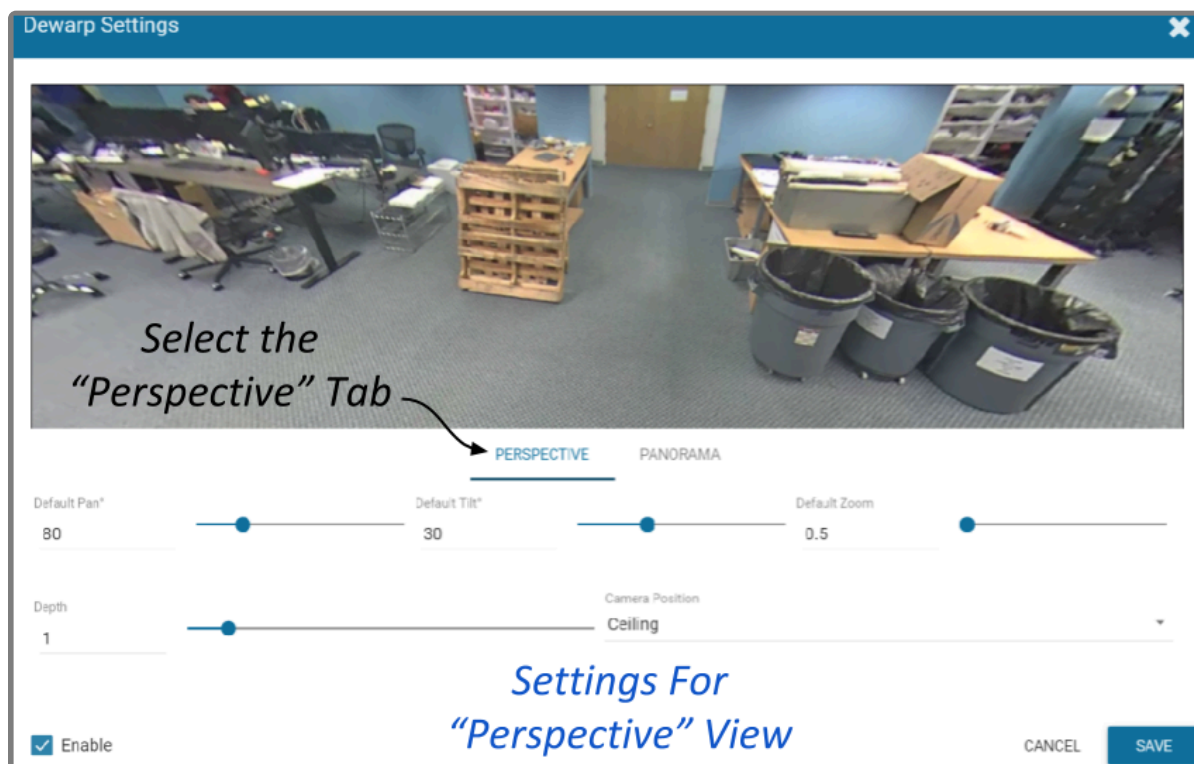 Dewarp Settings
Select the
“Perspective” Tab
PERSPECTIVE PANORAMA
Default Pan° Default Tilt° Default Zoom
80 30 0.5
Depth Camera Position
1 Ceiling
Settings For
“Perspective” View
Enable CANCEL SAVE